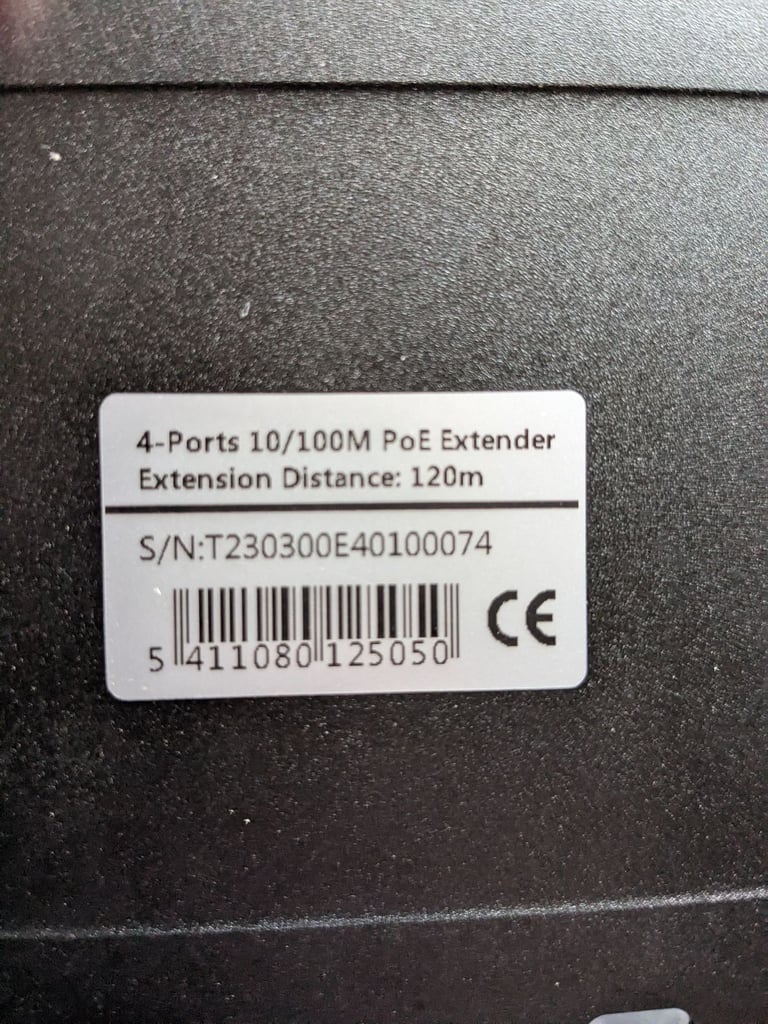 4-Ports 10/100M PoE Extender
Extension Distance: 120m
S/N:T230300E40100074
CE
5 411080 125050